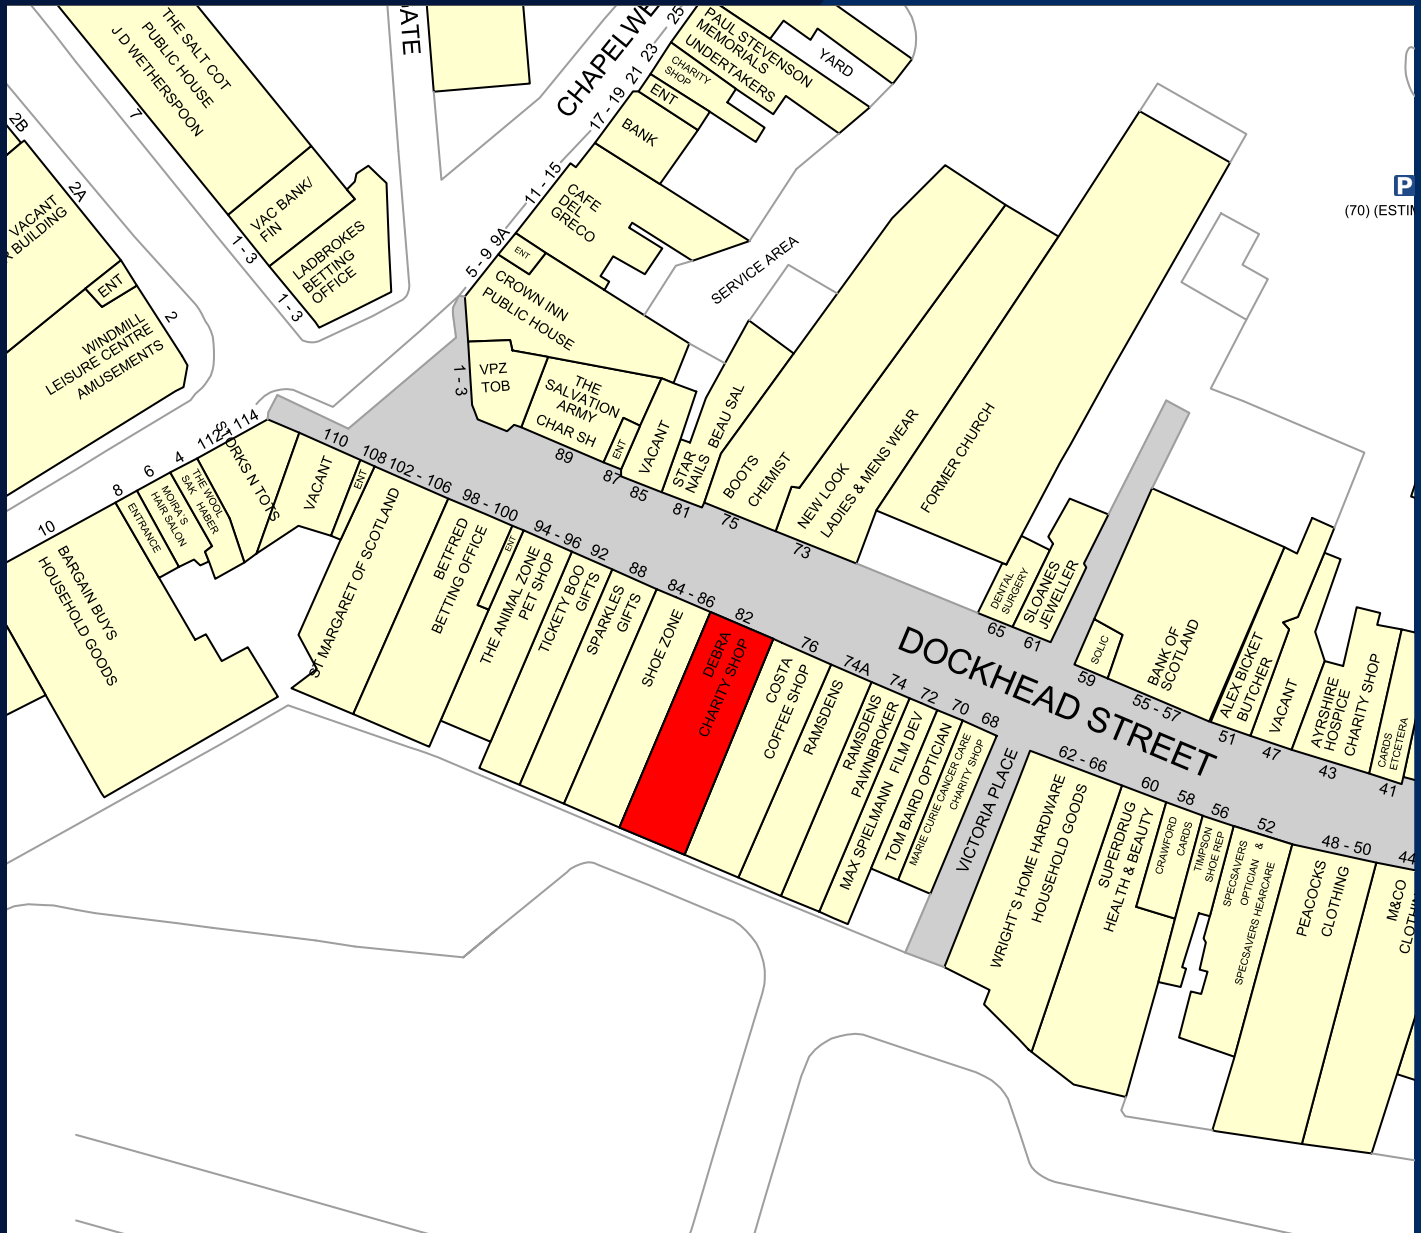 THE SALT COT
PUBLIC HOUSE
J D WETHERSPOON
7
VAC BANK/
FIN
1 - 3
LADBROKES
BETTING
OFFICE
1 - 3
2B
2A
VACANT
R BUILDING
ENT
2
WINDMILL
LEISURE CENTRE
AMUSEMENTS
ATE
CHAPELWE
25
23
21
17 - 19
11 - 15
9A
5 - 9
1 - 3
PAUL STEVENSON
MEMORIALS
UNDERTAKERS
YARD
CHARITY
SHOP
ENT
BANK
CAFE
DEL
GRECO
ENT
CROWN INN
PUBLIC HOUSE
SERVICE AREA
P
(70) (ESTIM
VPZ
TOB
THE
SALVATION
ARMY
CHAR SH
ENT
VACANT
STAR
NAILS
BEAU SAL
BOOTS
CHEMIST
NEW LOOK
LADIES & MENS WEAR
FORMER CHURCH
89
87
85
81
75
73
DENTAL
SURGERY
SLOANES
JEWELLER
65
61
SOLIC
59
BANK OF
SCOTLAND
55 - 57
ALEX BICKET
BUTCHER
51
VACANT
47
AYRSHIRE
HOSPICE
CHARITY SHOP
43
CARDS
ETCETERA
41
DOCKHEAD STREET
10
8
6
4
112 - 114
110
108
102 - 106
98 - 100
94 - 96
92
88
84 - 86
82
76
74A
74
72
70
68
62 - 66
60
58
56
52
48 - 50
44
BARGAIN BUYS
HOUSEHOLD GOODS
ENTRANCE
MOIRA'S
HAIR SALON
THE WOOL
SAK HABER
STORKS N TOTS
VACANT
ENT
ST MARGARET OF SCOTLAND
BETFRED
BETTING OFFICE
ENT
THE ANIMAL ZONE
PET SHOP
TICKETY BOO
GIFTS
SPARKLES
GIFTS
SHOE ZONE
DEBRA
CHARITY SHOP
COSTA
COFFEE SHOP
RAMSDENS
RAMSDENS
PAWNBROKER
MAX SPIELMANN FILM DEV
TOM BAIRD OPTICIAN
MARIE CURIE CANCER CARE
CHARITY SHOP
VICTORIA PLACE
WRIGHT`S HOME HARDWARE
HOUSEHOLD GOODS
SUPERDRUG
HEALTH & BEAUTY
CRAWFORD
CARDS
TIMPSON
SHOE REP
SPECSAVERS
OPTICIAN &
SPECSAVERS HEARCARE
PEACOCKS
CLOTHING
M&CO
CLOTHIN